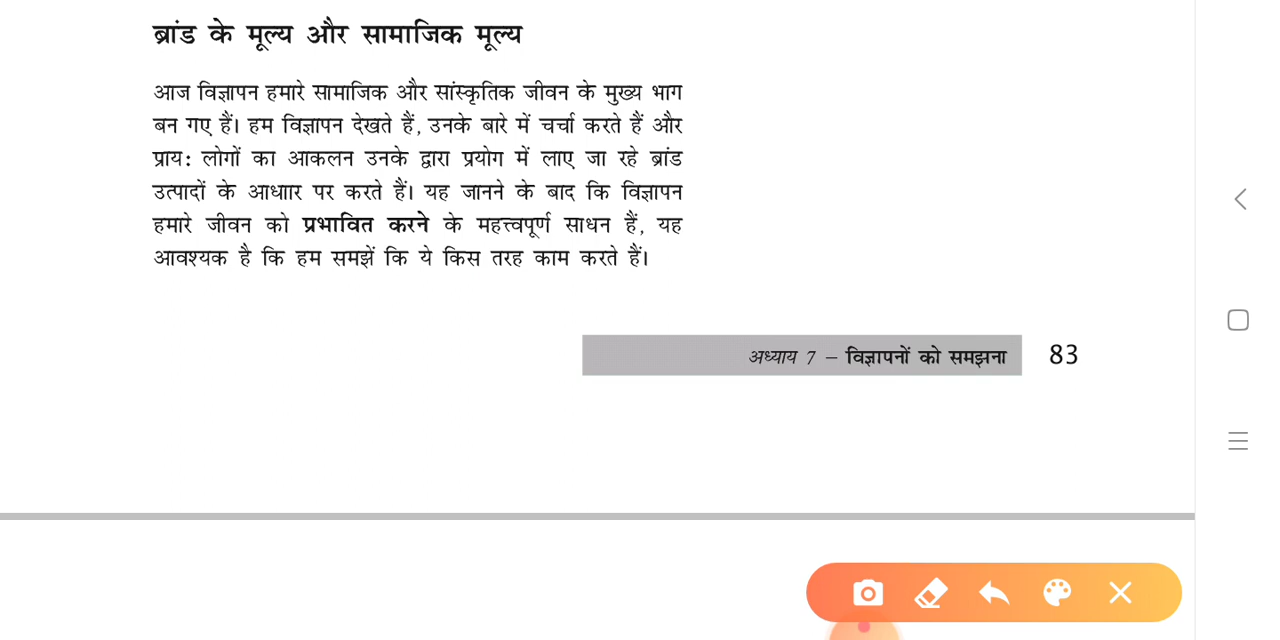 ब्रांड के मूल्य और सामाजिक मूल्य
आज विज्ञापन हमारे सामाजिक और सांस्कृतिक जीवन के मुख्य भाग
बन गए हैं। हम विज्ञापन देखते हैं, उनके बारे में चर्चा करते हैं और
प्राय: लोगों का आकलन उनके द्वारा प्रयोग में लाए जा रहे ब्रांड
उत्पादों के आधाार पर करते हैं। यह जानने के बाद कि विज्ञापन
हमारे जीवन को प्रभावित करने के महत्त्वपूर्ण साधन हैं, यह
आवश्यक है कि हम समझें कि ये किस तरह काम करते हैं।
अध्याय 7 – विज्ञापनों को समझना 83